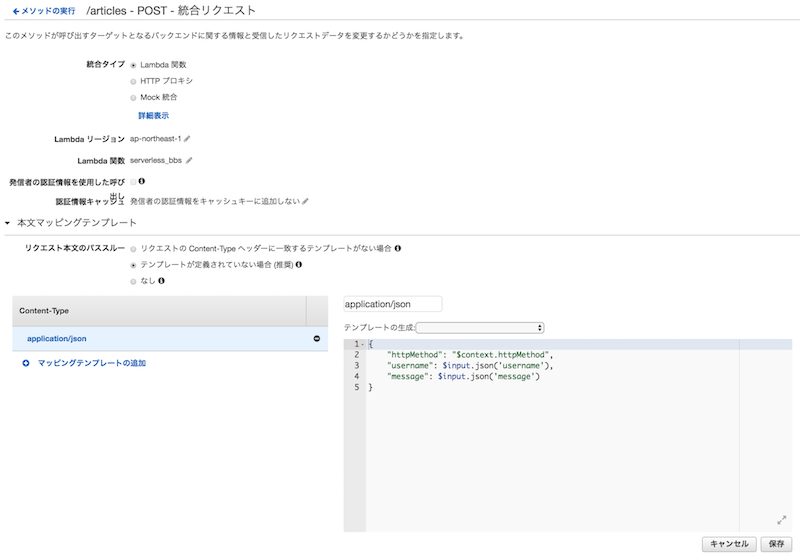 メソッドの実行 /articles - POST - 統合リクエスト
このメソッドが呼び出すターゲットとなるバックエンドに関する情報と受信したリクエストデータを変更するかどうかを指定します。
統合タイプ Lambda 関数
HTTP プロキシ
Mock 統合
詳細表示
Lambda リージョン ap-northeast-1
Lambda 関数 serverless_bbs
発信者の認証情報を使用した呼び
出し
認証情報キャッシュ 発信者の認証情報をキャッシュキーに追加しない
本文マッピングテンプレート
リクエスト本文のパススルー リクエストの Content-Type ヘッダーに一致するテンプレートがない場合
テンプレートが定義されていない場合 (推奨)
なし
Content-Type
application/json
マッピングテンプレートの追加
application/json
テンプレートの生成:
1 {
2 "httpMethod": "$context.httpMethod",
3 "username": $input.json('username'),
4 "message": $input.json('message')
5 }
キャンセル 保存